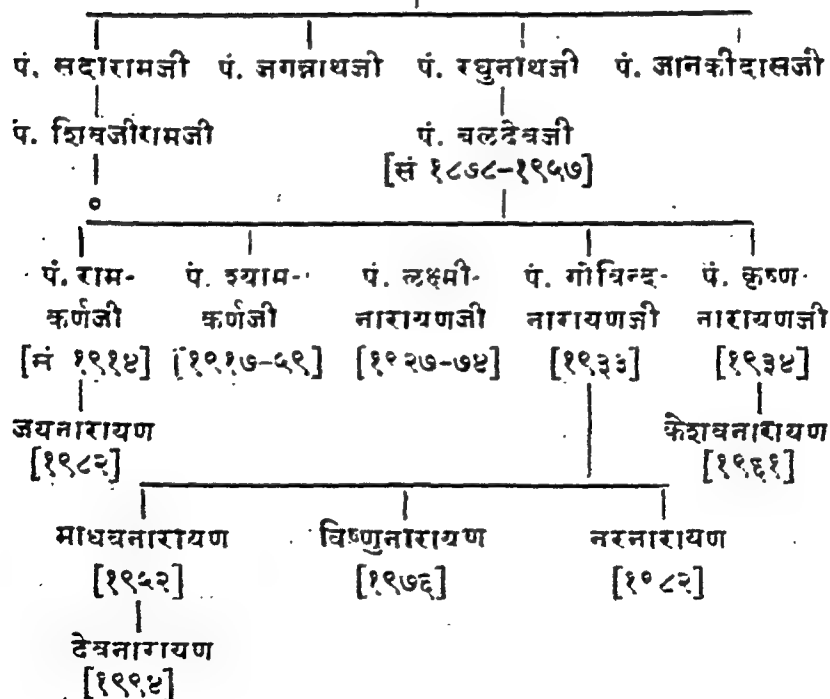 पं. सदारामजी पं. जगन्नाथजी पं. रघुनाथजी पं. जानकीदासजी
पं. शिवजीरामजी पं. बलदेवजी
[सं १८७८-१९५७]
पं. राम- पं. श्याम- पं. लक्ष्मी- पं. गोविन्द- पं. कृष्ण-
कर्णजी कर्णजी नारायणजी नारायणजी नारायणजी
[सं १९१४] [१९१७-५९] [१९२७-७४] [१९३३] [१९३४]
जयनारायण केशवनारायण
[१९८२] [१९६१]
माधवनारायण विष्णुनारायण नरनारायण
[१९५२] [१९७६] [१९८२]
देवनारायण
[१९९४]